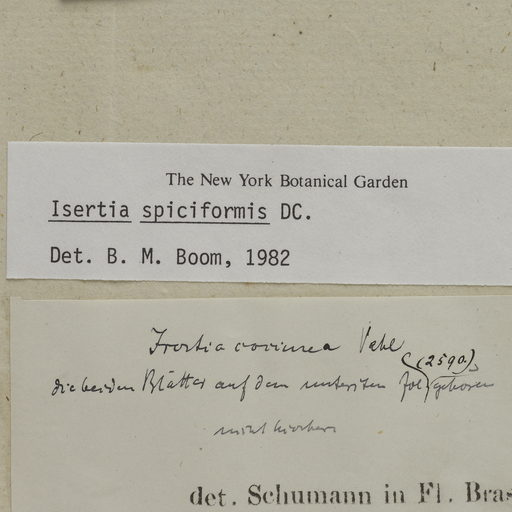 The New York Botanical Garden
Isertia spiciformis DC.
Det. B. M. Boom, 1982
Isertia coccinea Vahl
(2590)
die beiden Blätter auf dem untersten Fol. gehören
nicht hierher.
det. Schumann in Fl. Bras